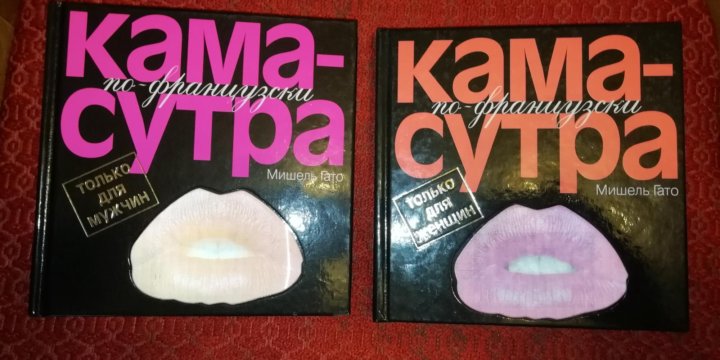 кама-
по-французски
сутра
Мишель Гато
ТОЛЬКО
ДЛЯ
МУЖЧИН
кама-
по-французски
сутра
Мишель Гато
ТОЛЬКО
ДЛЯ
ЖЕНЩИН